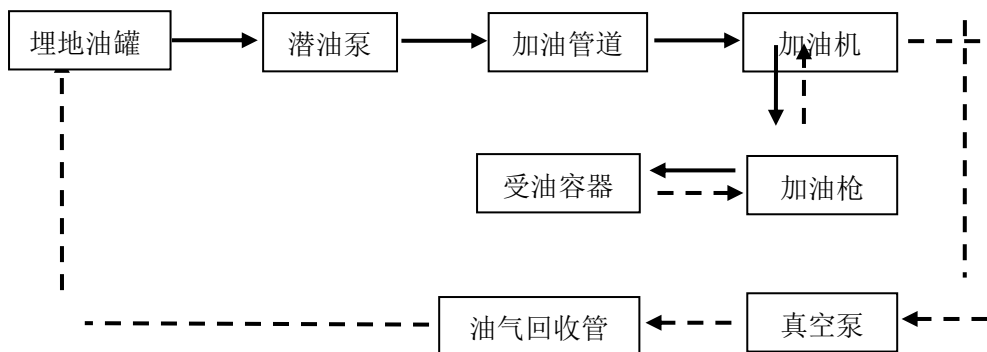 埋地油罐
潜油泵
加油管道
加油机
受油容器
加油枪
油气回收管
真空泵